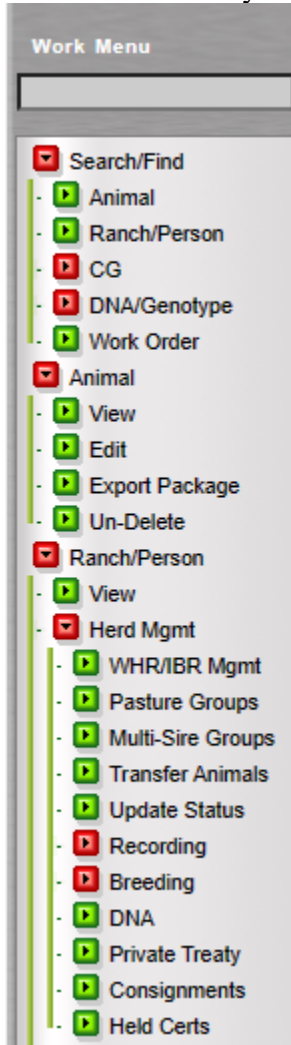 Work Menu
Search/Find
Animal
Ranch/Person
CG
DNA/Genotype
Work Order
Animal
View
Edit
Export Package
Un-Delete
Ranch/Person
View
Herd Mgmt
WHR/IBR Mgmt
Pasture Groups
Multi-Sire Groups
Transfer Animals
Update Status
Recording
Breeding
DNA
Private Treaty
Consignments
Held Certs